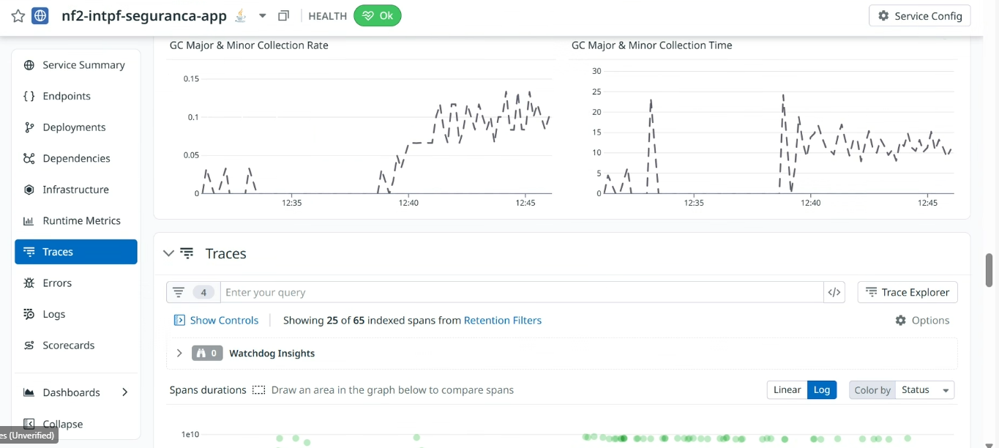 nf2-intpf-seguranca-app HEALTH Ok Service Config
GC Major & Minor Collection Rate GC Major & Minor Collection Time
Service Summary
Endpoints
Deployments
Dependencies
Infrastructure
Runtime Metrics
Traces
Errors
Logs
Scorecards
Dashboards
Collapse
es (Unverified)
0.15
0.1
0.05
0
12:35 12:40 12:45
30
25
20
15
10
5
0
12:35 12:40 12:45
Traces
4 Enter your query </> Trace Explorer
Show Controls Showing 25 of 65 indexed spans from Retention Filters Options
0 Watchdog Insights
Spans durations Draw an area in the graph below to compare spans Linear Log Color by Status
1e10